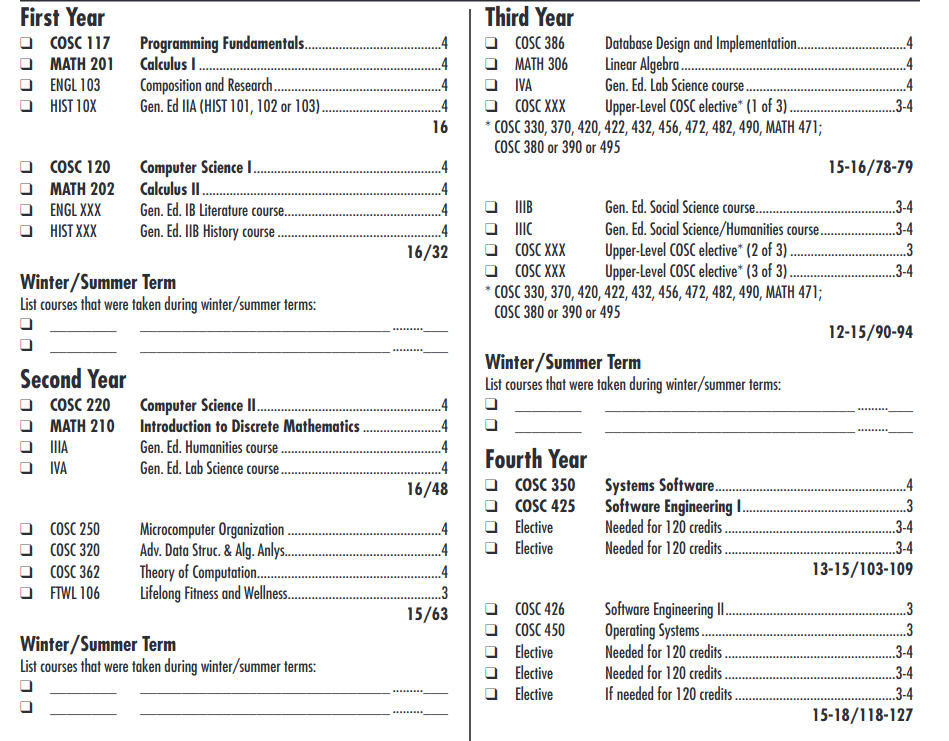 First Year
❑ COSC 117 Programming Fundamentals..............................................4
❑ MATH 201 Calculus I ..............................................4
❑ ENGL 103 Composition and Research..............................................4
❑ HIST 10X Gen. Ed IIA (HIST 101, 102 or 103) ..............................................4
16
❑ COSC 120 Computer Science I..............................................4
❑ MATH 202 Calculus II ..............................................4
❑ ENGL XXX Gen. Ed. IB Literature course..............................................4
❑ HIST XXX Gen. Ed. IIB History course ..............................................4
16/32
Winter/Summer Term
List courses that were taken during winter/summer terms:
❑ ________ ______________________________ .........___
❑ ________ ______________________________ .........___
Second Year
❑ COSC 220 Computer Science II..............................................4
❑ MATH 210 Introduction to Discrete Mathematics ..............................................4
❑ IIIA Gen. Ed. Humanities course ..............................................4
❑ IVA Gen. Ed. Lab Science course ..............................................4
16/48
❑ COSC 250 Microcomputer Organization ..............................................4
❑ COSC 320 Adv. Data Struc. & Alg. Anlys..............................................4
❑ COSC 362 Theory of Computation..............................................4
❑ FTWL 106 Lifelong Fitness and Wellness..............................................3
15/63
Winter/Summer Term
List courses that were taken during winter/summer terms:
❑ ________ ______________________________ .........___
❑ ________ ______________________________ .........___
Third Year
❑ COSC 386 Database Design and Implementation..............................................4
❑ MATH 306 Linear Algebra ..............................................4
❑ IVA Gen. Ed. Lab Science course ..............................................4
❑ COSC XXX Upper-Level COSC elective* (1 of 3) ..............................................3-4
* COSC 330, 370, 420, 422, 432, 456, 472, 482, 490, MATH 471;
COSC 380 or 390 or 495
15-16/78-79
❑ IIIB Gen. Ed. Social Science course..............................................3-4
❑ IIIC Gen. Ed. Social Science/Humanities course..............................................3-4
❑ COSC XXX Upper-Level COSC elective* (2 of 3) ..............................................3
❑ COSC XXX Upper-Level COSC elective* (3 of 3) ..............................................3-4
* COSC 330, 370, 420, 422, 432, 456, 472, 482, 490, MATH 471;
COSC 380 or 390 or 495
12-15/90-94
Winter/Summer Term
List courses that were taken during winter/summer terms:
❑ ________ ______________________________ .........___
❑ ________ ______________________________ .........___
Fourth Year
❑ COSC 350 Systems Software..............................................4
❑ COSC 425 Software Engineering I..............................................3
❑ Elective Needed for 120 credits ..............................................3-4
❑ Elective Needed for 120 credits ..............................................3-4
13-15/103-109
❑ COSC 426 Software Engineering II..............................................3
❑ COSC 450 Operating Systems ..............................................3
❑ Elective Needed for 120 credits ..............................................3-4
❑ Elective Needed for 120 credits ..............................................3-4
❑ Elective If needed for 120 credits ..............................................3-4
15-18/118-127